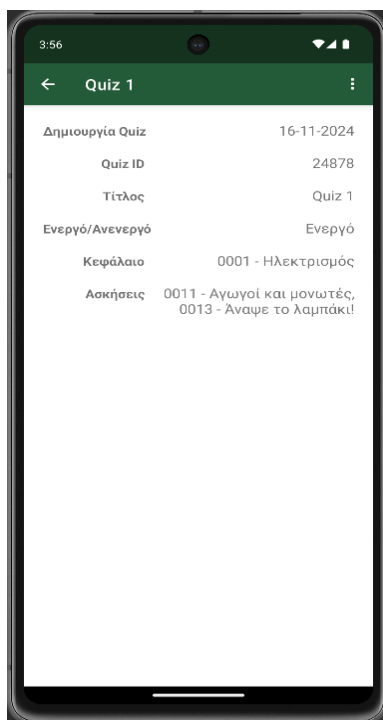 3:56
Quiz 1
Δημιουργία Quiz 16-11-2024
Quiz ID 24878
Τίτλος Quiz 1
Ενεργό/Ανενεργό Ενεργό
Κεφάλαιο 0001 - Ηλεκτρισμός
Ασκήσεις 0011 - Αγωγοί και μονωτές,
0013 - Άναψε το λαμπάκι!